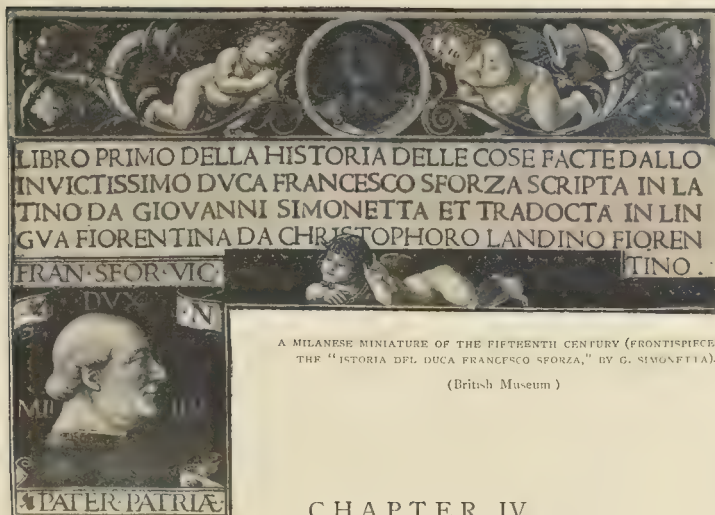 LIBRO PRIMO DELLA HISTORIA DELLE COSE FACTE DALLO
INVICTISSIMO DVCA FRANCESCO SFORZA SCRIPTA IN LA
TINO DA GIOVANNI SIMONETTA ET TRADOCTA IN LIN
GVA FIORENTINA DA CHRISTOPHORO LANDINO FIOREN
TINO .
FRAN·SFOR·VIC·
DVX
N
PATER·PATRIÆ·
A MILANESE MINIATURE OF THE FIFTEENTH CENTURY (FRONTISPIECE
THE "ISTORIA DEL DUCA FRANCESCO SFORZA," BY G. SIMONETTA).
(British Museum)
CHAPTER IV